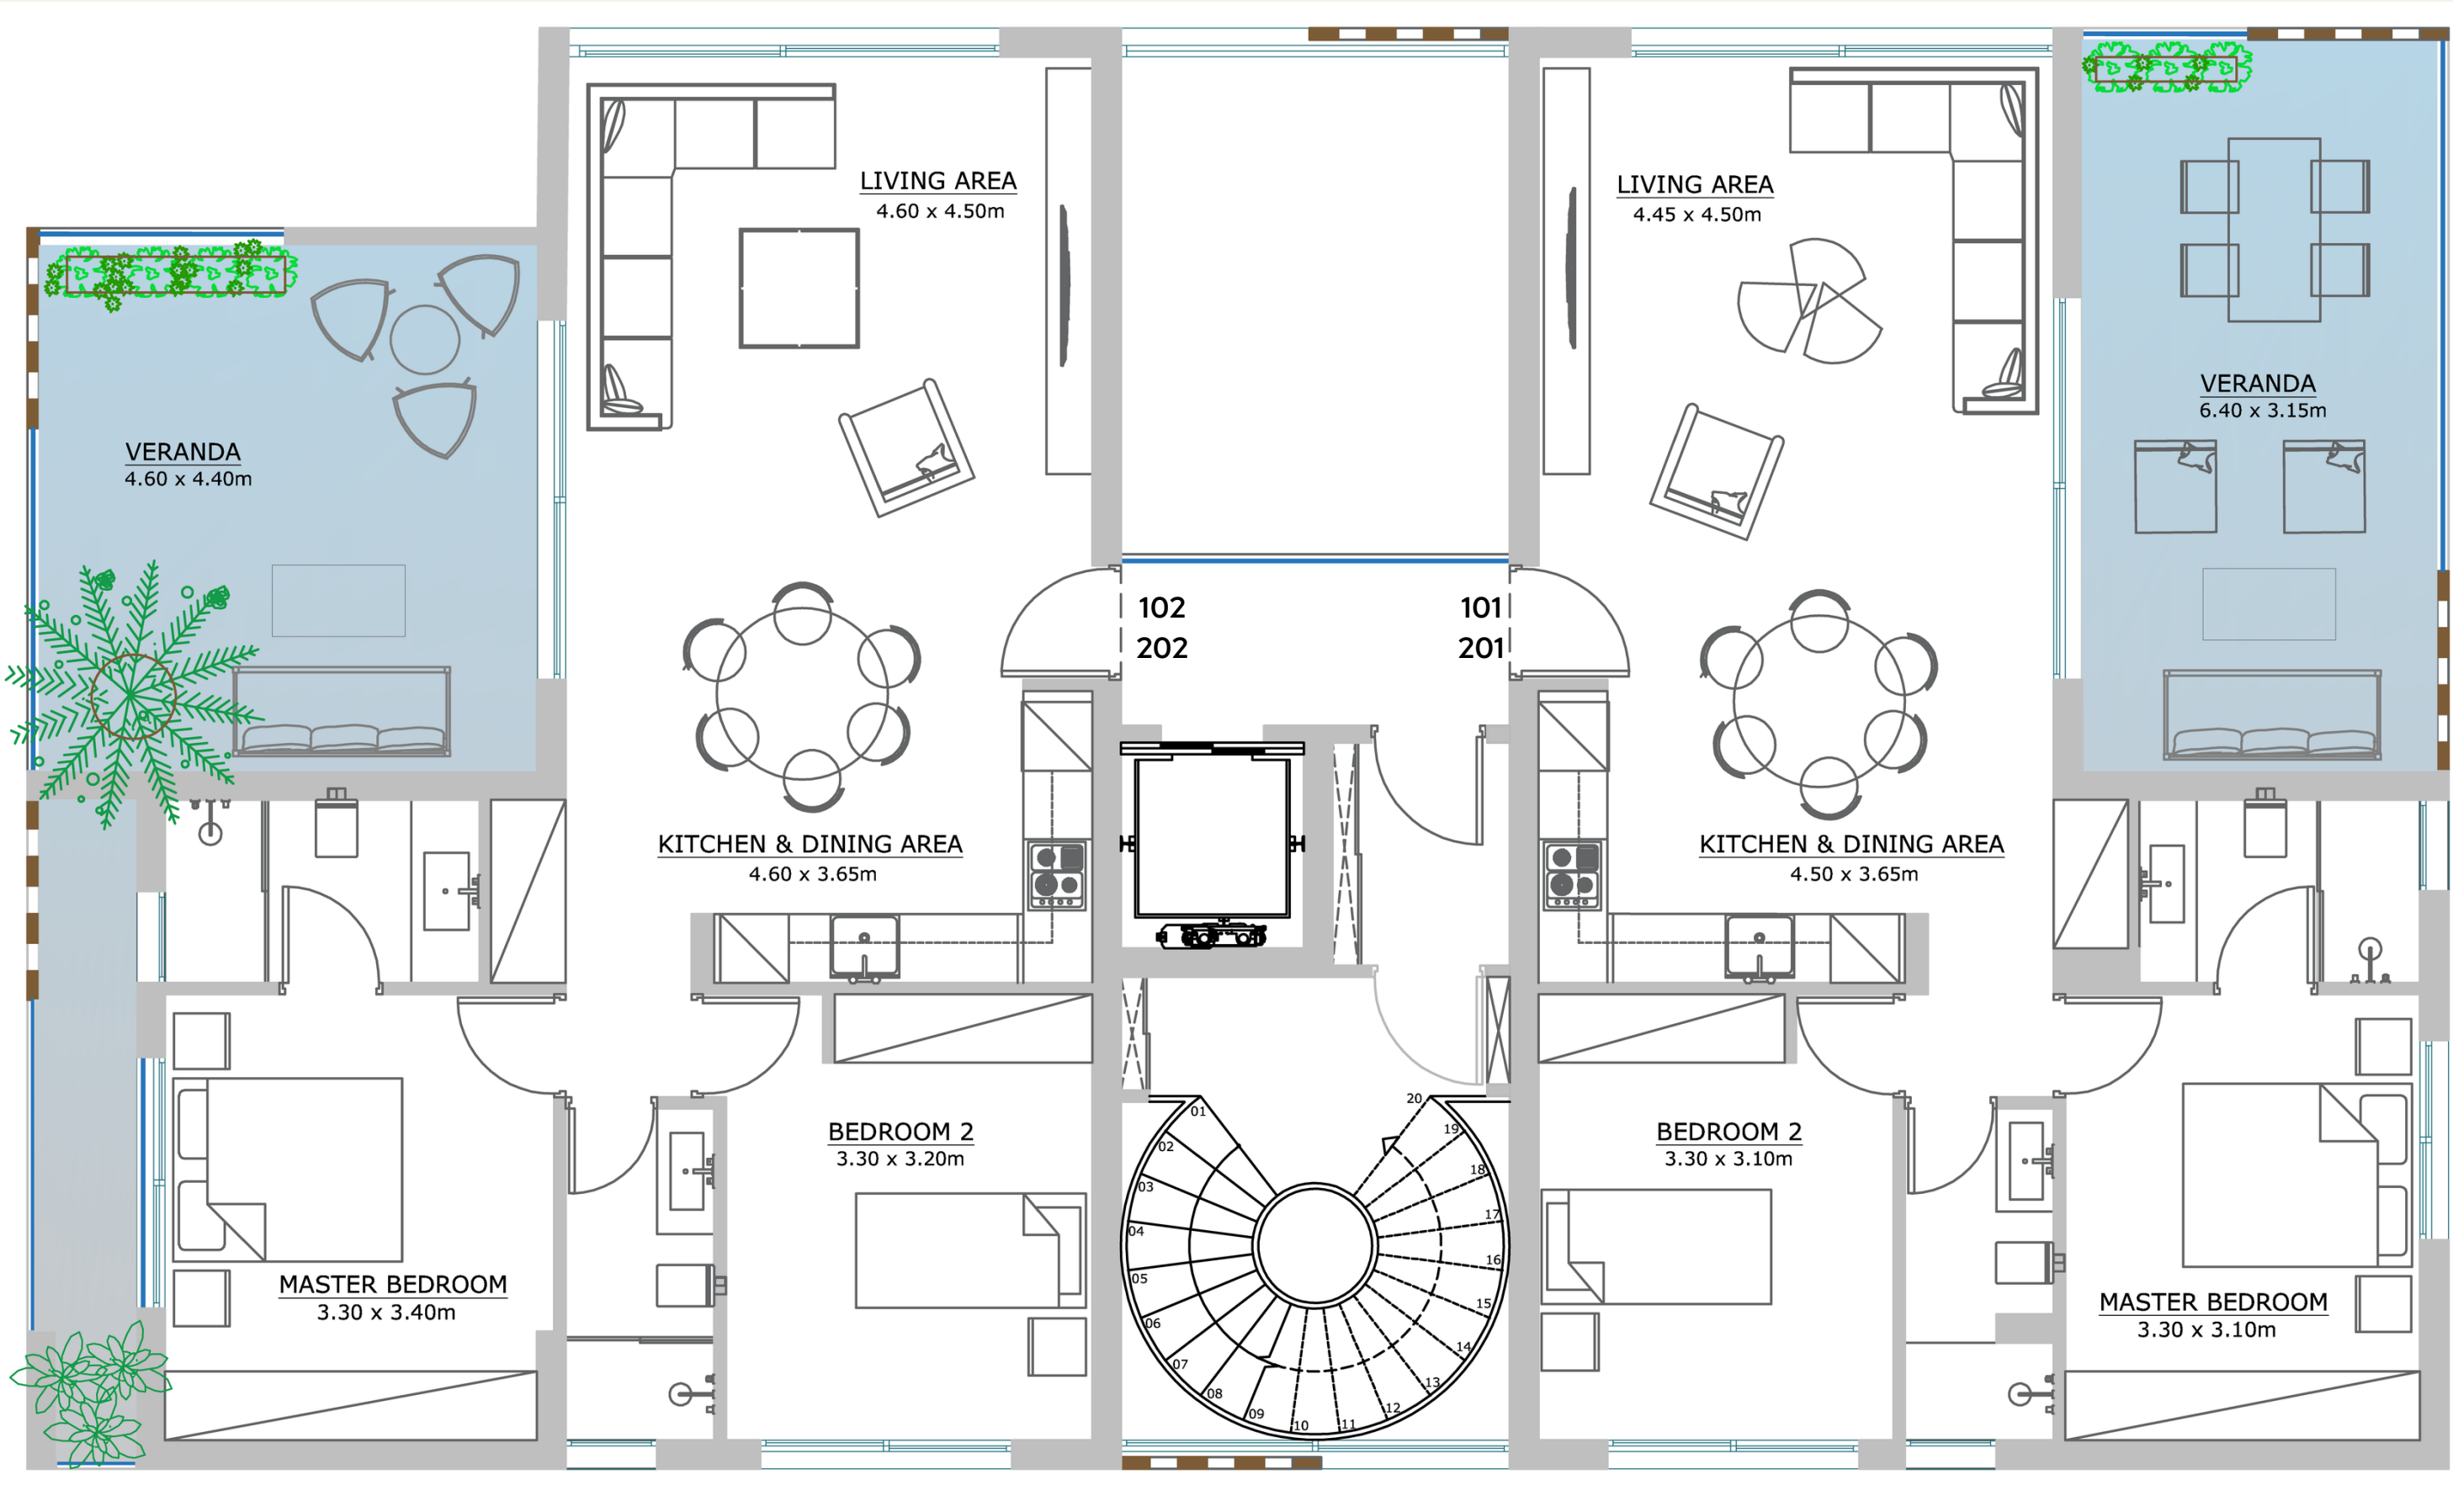 LIVING AREA
4.60 x 4.50m
LIVING AREA
4.45 x 4.50m
VERANDA
6.40 x 3.15m
VERANDA
4.60 x 4.40m
102
202
101
201
KITCHEN & DINING AREA
4.60 x 3.65m
KITCHEN & DINING AREA
4.50 x 3.65m
BEDROOM 2
3.30 x 3.20m
BEDROOM 2
3.30 x 3.10m
MASTER BEDROOM
3.30 x 3.40m
MASTER BEDROOM
3.30 x 3.10m
01
02
03
04
05
06
07
08
09
10
11
12
13
14
15
16
17
18
19
20